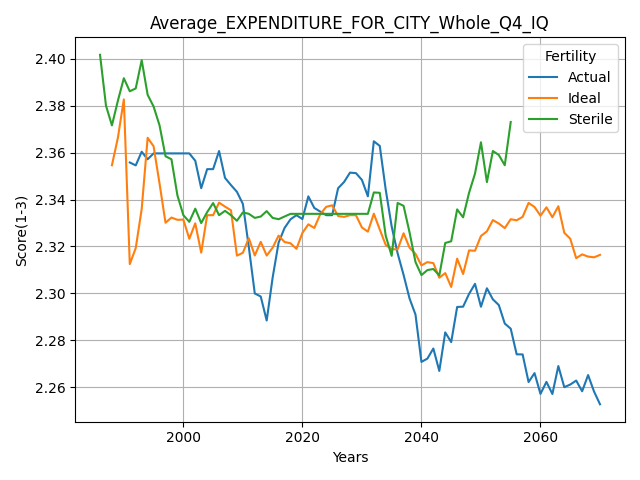 Average_EXPENDITURE_FOR_CITY_Whole_Q4_IQ
Fertility
Actual
Ideal
Sterile
Score(1-3)
2.40
2.38
2.36
2.34
2.32
2.30
2.28
2.26
2000
2020
2040
2060
Years